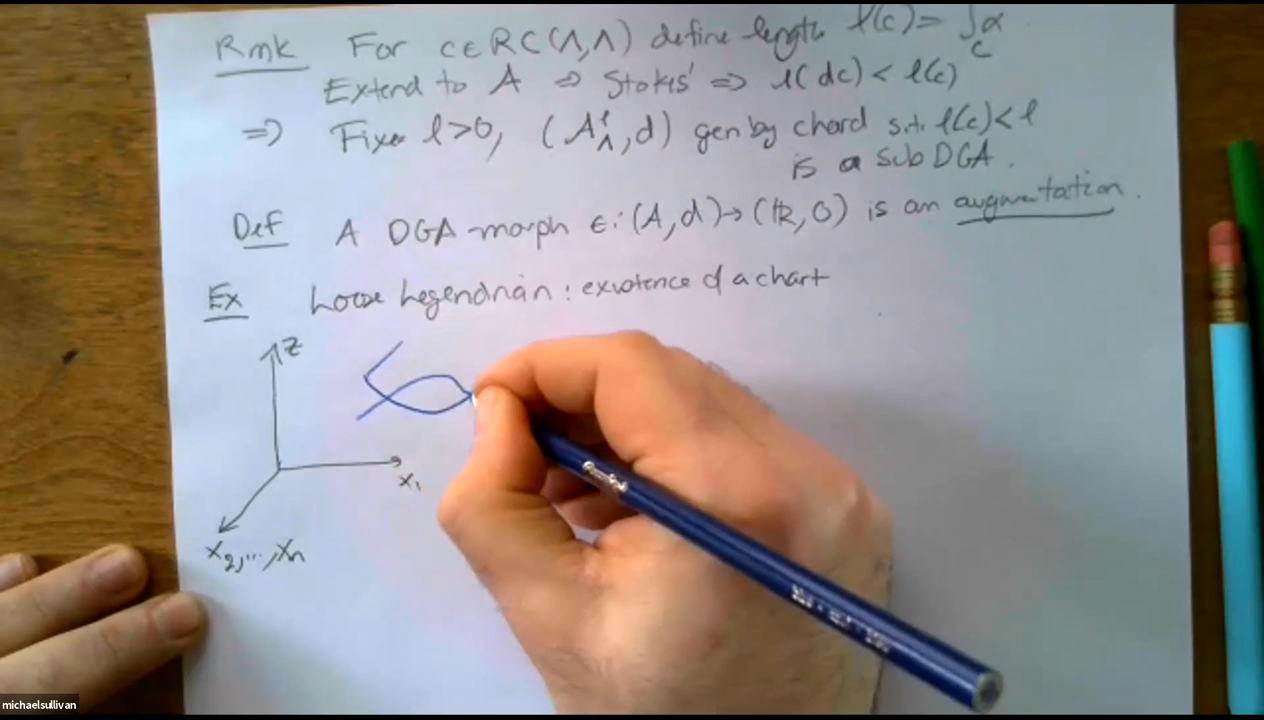 Rmk For c∈RC(Λ,Λ) define length ℓ(c)= ∫_c α
Extend to A ⇒ Stokes' ⇒ ℓ(dc) < ℓ(c)
⇒ Fix ℓ>0, (A^ℓ_Λ, d) gen by chord s.t. ℓ(c)<ℓ
is a sub DGA.
Def A DGA-morph ε: (A,d)→(k,0) is an augmentation.
Ex Loose Legendrian: existence of a chart
z
x₁
x₂,...,xₙ
michaelsullivan